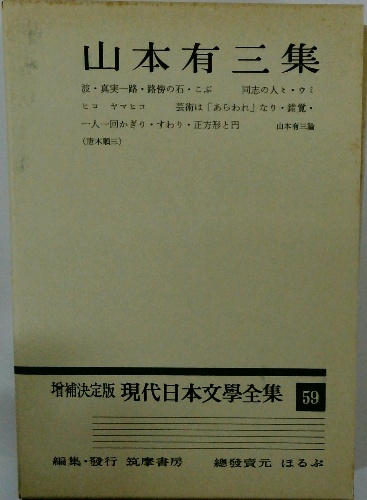 山本有三集
波・真実一路・路傍の石・こぶ　同志の人々・ウミ
ヒコ　ヤマヒコ　芸術は「あらわれ」なり・錯覚・
一人一回かぎり・すわり・正方形と円　山本有三論
（唐木順三）
増補決定版 現代日本文學全集 59
編集・發行 筑摩書房　總發賣元 ほるぷ